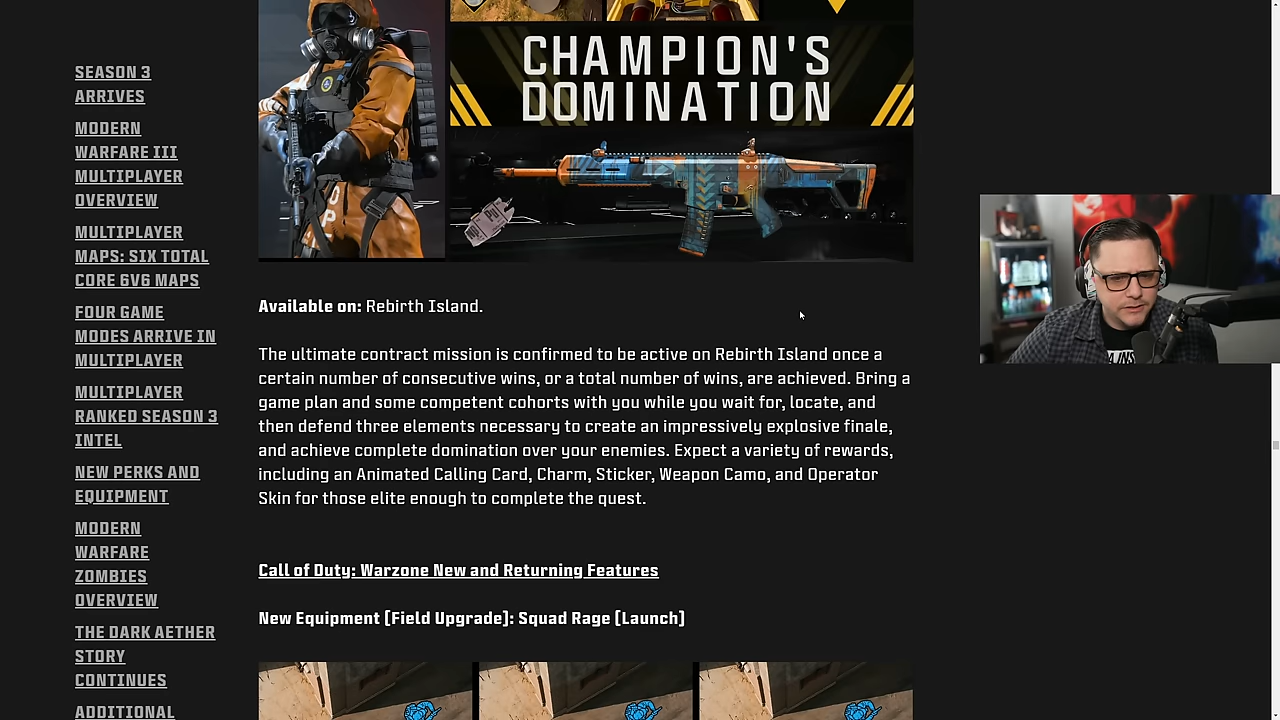 SEASON 3
ARRIVES
MODERN
WARFARE III
MULTIPLAYER
OVERVIEW
MULTIPLAYER
MAPS: SIX TOTAL
CORE 6V6 MAPS
FOUR GAME
MODES ARRIVE IN
MULTIPLAYER
MULTIPLAYER
RANKED SEASON 3
INTEL
NEW PERKS AND
EQUIPMENT
MODERN
WARFARE
ZOMBIES
OVERVIEW
THE DARK AETHER
STORY
CONTINUES
ADDITIONAL
CHAMPION'S
DOMINATION
Available on: Rebirth Island.
The ultimate contract mission is confirmed to be active on Rebirth Island once a
certain number of consecutive wins, or a total number of wins, are achieved. Bring a
game plan and some competent cohorts with you while you wait for, locate, and
then defend three elements necessary to create an impressively explosive finale,
and achieve complete domination over your enemies. Expect a variety of rewards,
including an Animated Calling Card, Charm, Sticker, Weapon Camo, and Operator
Skin for those elite enough to complete the quest.
Call of Duty: Warzone New and Returning Features
New Equipment [Field Upgrade]: Squad Rage [Launch]